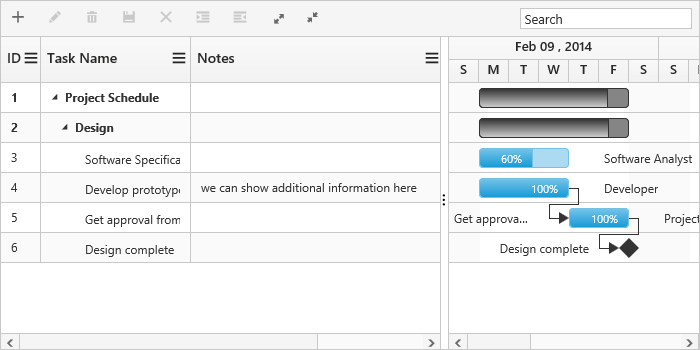 Search
ID Task Name Notes
Feb 09 , 2014
S M T W T F S S
1 Project Schedule
2 Design
3 Software Specifica 60% Software Analyst
4 Develop prototype we can show additional information here 100% Developer
5 Get approval from Get approva... 100% Project
6 Design complete Design complete